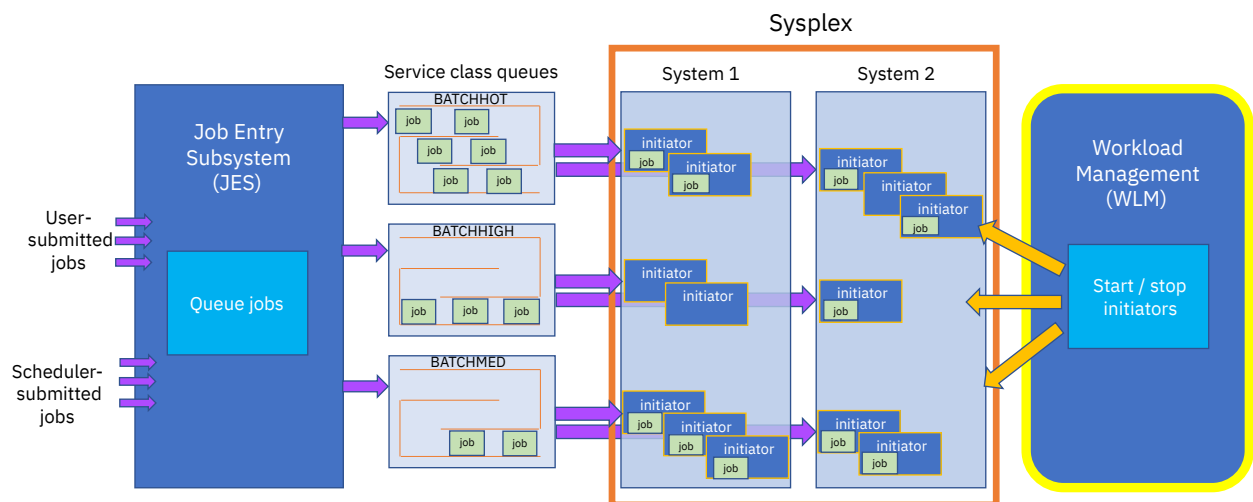 Sysplex
Service class queues
System 1
System 2
Job Entry
Subsystem
(JES)
Queue jobs
User-
submitted
jobs
Scheduler-
submitted
jobs
BATCHHOT
job
job
job
job
job
job
BATCHHIGH
job
job
job
BATCHMED
job
job
initiator
job
initiator
job
initiator
initiator
initiator
job
initiator
job
initiator
job
initiator
job
initiator
job
initiator
job
initiator
job
initiator
job
Workload
Management
(WLM)
Start / stop
initiators